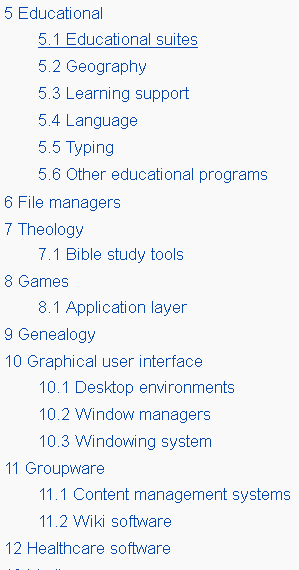 5 Educational
5.1 Educational suites
5.2 Geography
5.3 Learning support
5.4 Language
5.5 Typing
5.6 Other educational programs
6 File managers
7 Theology
7.1 Bible study tools
8 Games
8.1 Application layer
9 Genealogy
10 Graphical user interface
10.1 Desktop environments
10.2 Window managers
10.3 Windowing system
11 Groupware
11.1 Content management systems
11.2 Wiki software
12 Healthcare software